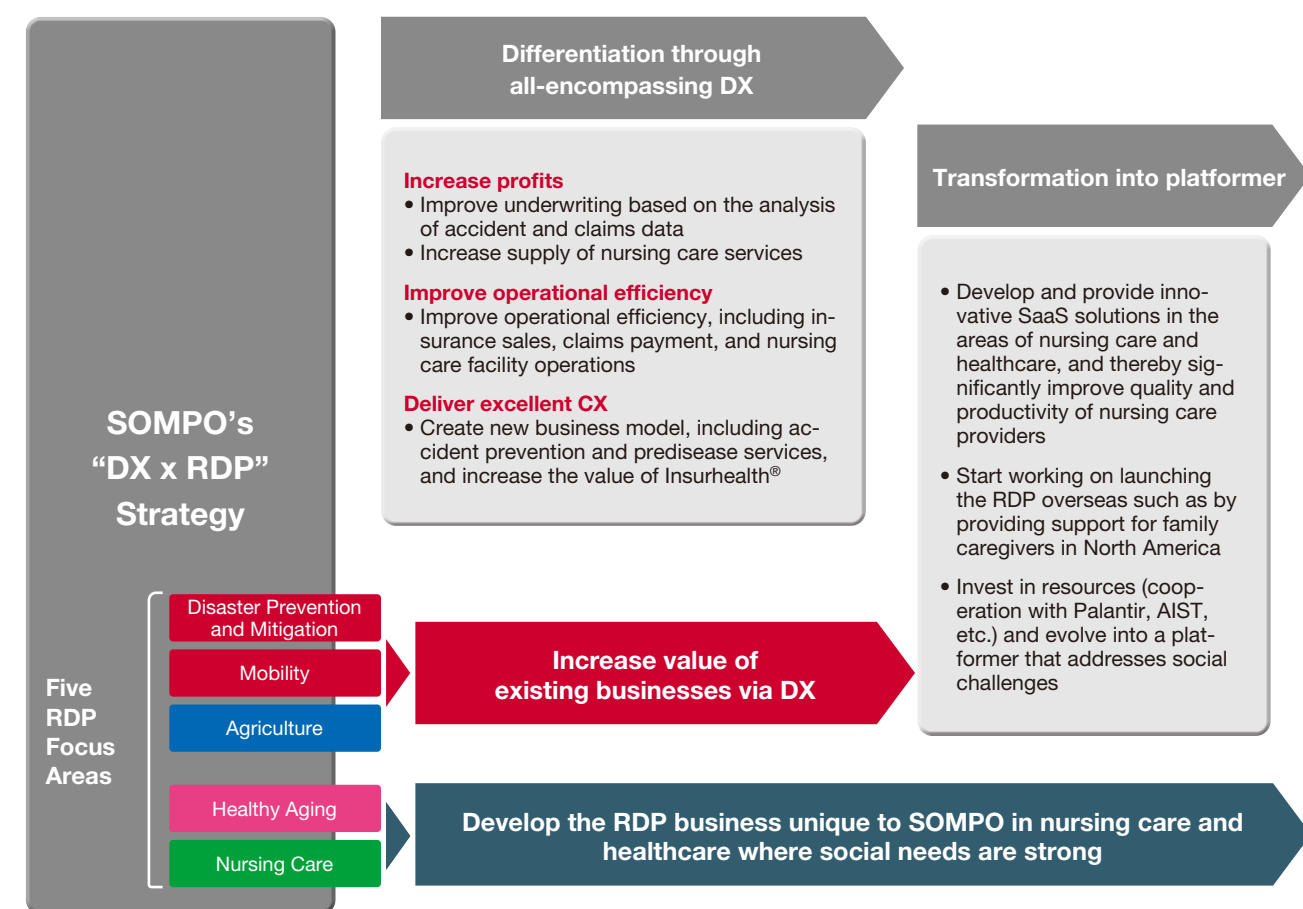 SOMPO’s
“DX x RDP”
Strategy
Five
RDP
Focus
Areas
Disaster Prevention
and Mitigation
Mobility
Agriculture
Healthy Aging
Nursing Care
Differentiation through
all-encompassing DX
Increase profits
• Improve underwriting based on the analysis
of accident and claims data
• Increase supply of nursing care services
Improve operational efficiency
• Improve operational efficiency, including in-
surance sales, claims payment, and nursing
care facility operations
Deliver excellent CX
• Create new business model, including ac-
cident prevention and predisease services,
and increase the value of Insurhealth®
Increase value of
existing businesses via DX
Transformation into platformer
• Develop and provide inno-
vative SaaS solutions in the
areas of nursing care and
healthcare, and thereby sig-
nificantly improve quality and
productivity of nursing care
providers
• Start working on launching
the RDP overseas such as by
providing support for family
caregivers in North America
• Invest in resources (coop-
eration with Palantir, AIST,
etc.) and evolve into a plat-
former that addresses social
challenges
Develop the RDP business unique to SOMPO in nursing care and
healthcare where social needs are strong